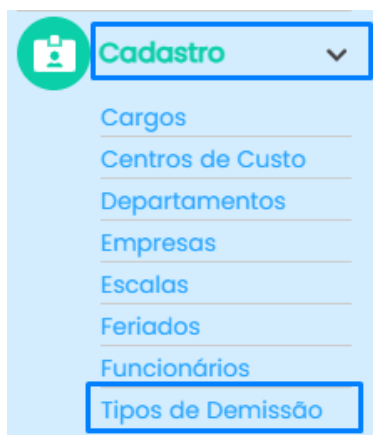 Cadastro
Cargos
Centros de Custo
Departamentos
Empresas
Escalas
Feriados
Funcionários
Tipos de Demissão